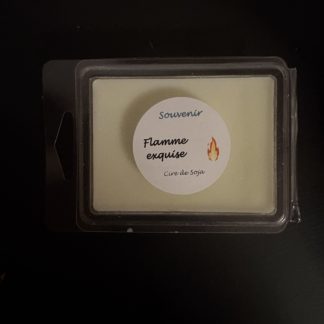 Souvenir
Flamme
exquise
Cire de Soja